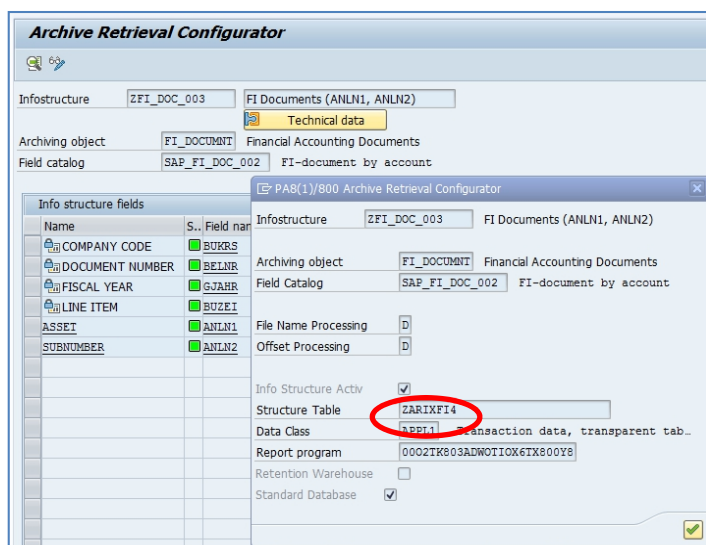 Archive Retrieval Configurator
Infostructure ZFI_DOC_003 FI Documents (ANLN1, ANLN2)
Technical data
Archiving object FI_DOCUMNT Financial Accounting Documents
Field catalog SAP_FI_DOC_002 FI-document by account
Info structure fields
Name S.. Field nar
COMPANY CODE BUKRS
DOCUMENT NUMBER BELNR
FISCAL YEAR GJAHR
LINE ITEM BUZEI
ASSET ANLN1
SUBNUMBER ANLN2
PA8(1)/800 Archive Retrieval Configurator
Infostructure ZFI_DOC_003 FI Documents (ANLN1, ANLN2)
Archiving object FI_DOCUMNT Financial Accounting Documents
Field Catalog SAP_FI_DOC_002 FI-document by account
File Name Processing D
Offset Processing D
Info Structure Activ
Structure Table ZARIXFI4
Data Class APPL1 Transaction data, transparent tab…
Report program 00O2TK803ADWOTIOX6TX800Y8
Retention Warehouse
Standard Database